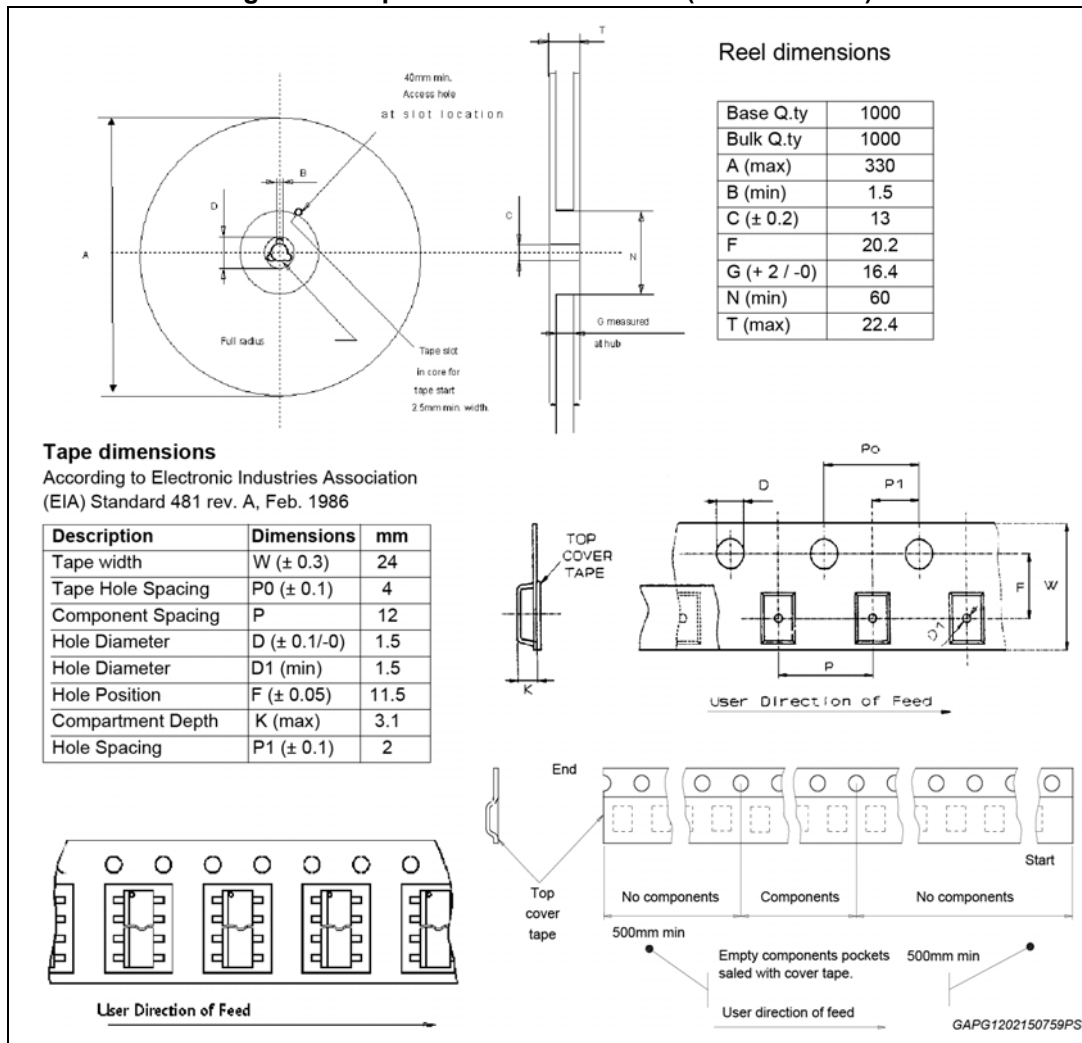 T
Reel dimensions
40mm min.
Access hole
at slot location
B
D
C
A
N
Full radius
Tape slot
in core for
tape start
2.5mm min. width.
G measured
at hub
Base Q.ty 1000
Bulk Q.ty 1000
A (max) 330
B (min) 1.5
C (± 0.2) 13
F 20.2
G (+ 2 / -0) 16.4
N (min) 60
T (max) 22.4
Tape dimensions
According to Electronic Industries Association
(EIA) Standard 481 rev. A, Feb. 1986
Description Dimensions mm
Tape width W (± 0.3) 24
Tape Hole Spacing P0 (± 0.1) 4
Component Spacing P 12
Hole Diameter D (± 0.1/-0) 1.5
Hole Diameter D1 (min) 1.5
Hole Position F (± 0.05) 11.5
Compartment Depth K (max) 3.1
Hole Spacing P1 (± 0.1) 2
Po
D
P1
TOP
COVER
TAPE
F
W
D1
P
K
User Direction of Feed
End
Start
Top
cover
tape
No components
Components
No components
500mm min
Empty components pockets
saled with cover tape.
500mm min
User direction of feed
User Direction of Feed
GAPG1202150759PS